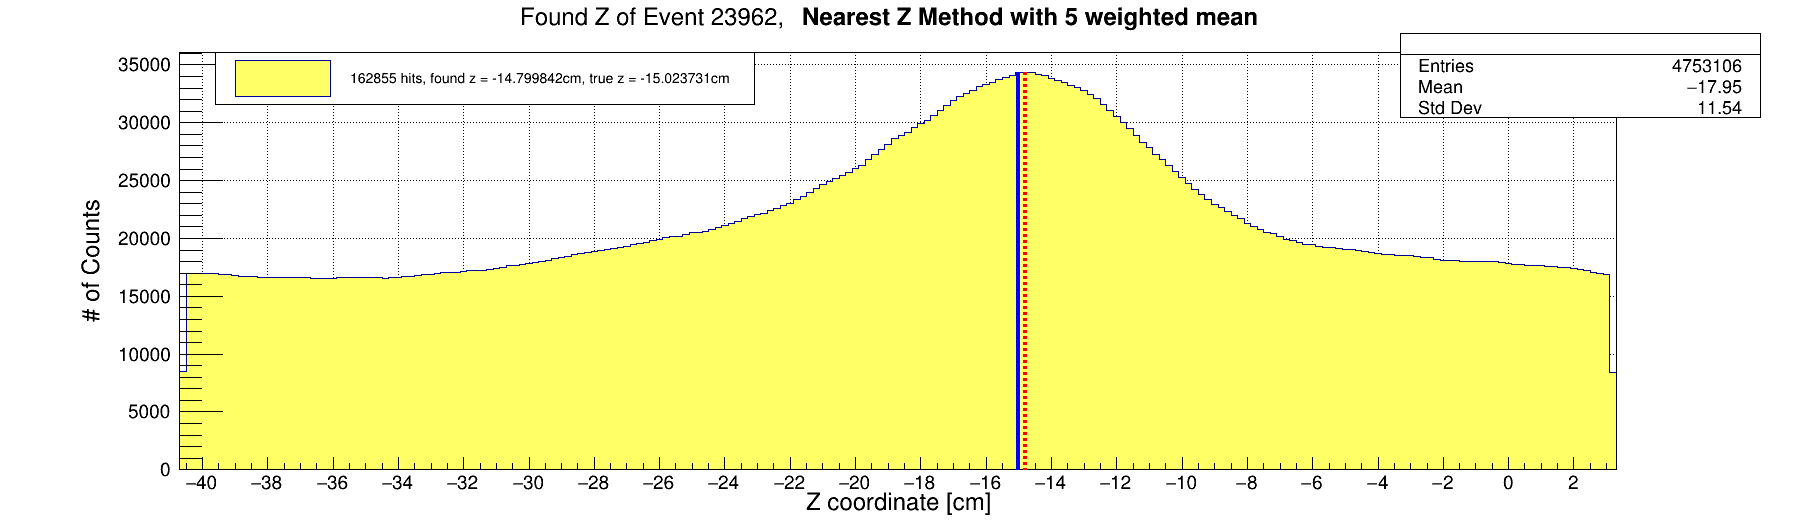 Found Z of Event 23962, Nearest Z Method with 5 weighted mean
162855 hits, found z = -14.799842cm, true z = -15.023731cm
Entries 4753106
Mean −17.95
Std Dev 11.54
# of Counts
35000
30000
25000
20000
15000
10000
5000
0
−40 −38 −36 −34 −32 −30 −28 −26 −24 −22 −20 −18 −16 −14 −12 −10 −8 −6 −4 −2 0 2
Z coordinate [cm]